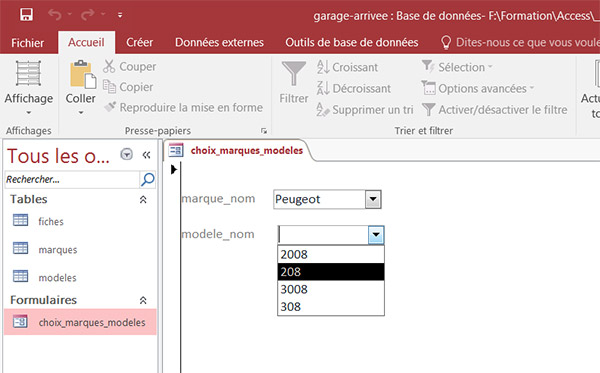 garage-arrivee : Base de données- F:\Formation\Access\_
Fichier Accueil Créer Données externes Outils de base de données Dites-nous ce que vous voule
Affichage
Affichages
Coller
Couper
Copier
Reproduire la mise en forme
Presse-papiers
Filtrer
Croissant
Décroissant
Supprimer un tri
Sélection
Options avancées
Activer/désactiver le filtre
Trier et filtrer
Actu
to
Tous les o...
Rechercher...
Tables
fiches
marques
modeles
Formulaires
choix_marques_modeles
choix_marques_modeles
marque_nom Peugeot
modele_nom
2008
208
3008
308